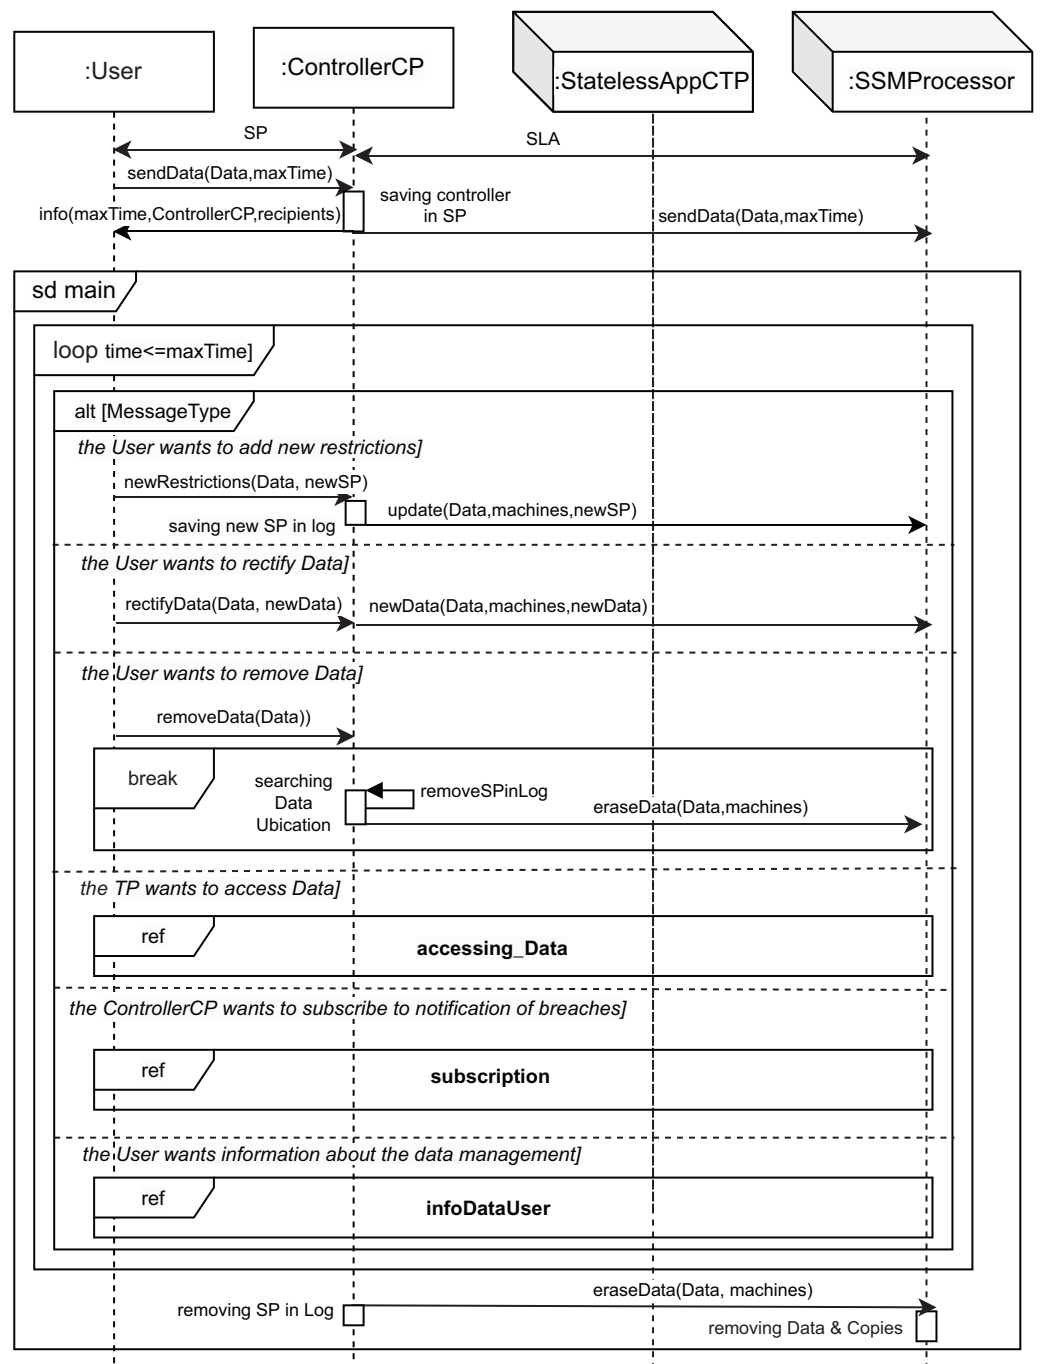 :User
:ControllerCP
:StatelessAppCTP
:SSMProcessor
SP
SLA
sendData(Data,maxTime)
saving controller
in SP
info(maxTime,ControllerCP,recipients)
sendData(Data,maxTime)
sd main
loop time<=maxTime]
alt [MessageType
the User wants to add new restrictions]
newRestrictions(Data, newSP)
update(Data,machines,newSP)
saving new SP in log
the User wants to rectify Data]
rectifyData(Data, newData)
newData(Data,machines,newData)
the User wants to remove Data]
removeData(Data))
break
searching
Data
Ubication
removeSPinLog
eraseData(Data,machines)
the TP wants to access Data]
ref
accessing_Data
the ControllerCP wants to subscribe to notification of breaches]
ref
subscription
the User wants information about the data management]
ref
infoDataUser
eraseData(Data, machines)
removing SP in Log
removing Data & Copies